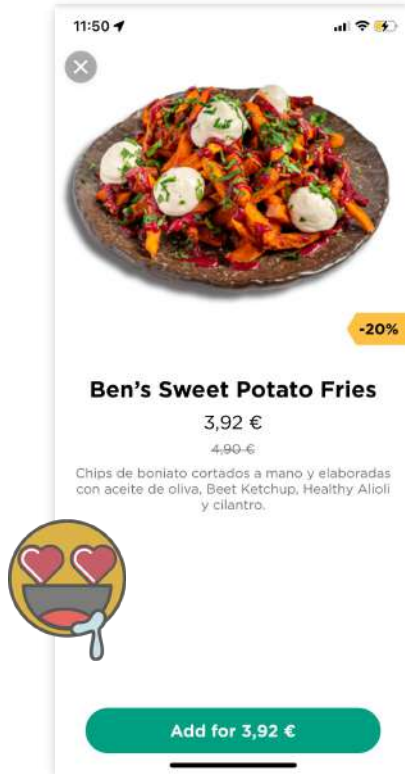 11:50
-20%
Ben's Sweet Potato Fries
3,92 €
4,90 €
Chips de boniato cortados a mano y elaboradas
con aceite de oliva, Beet Ketchup, Healthy Alioli
y cilantro.
Add for 3,92 €